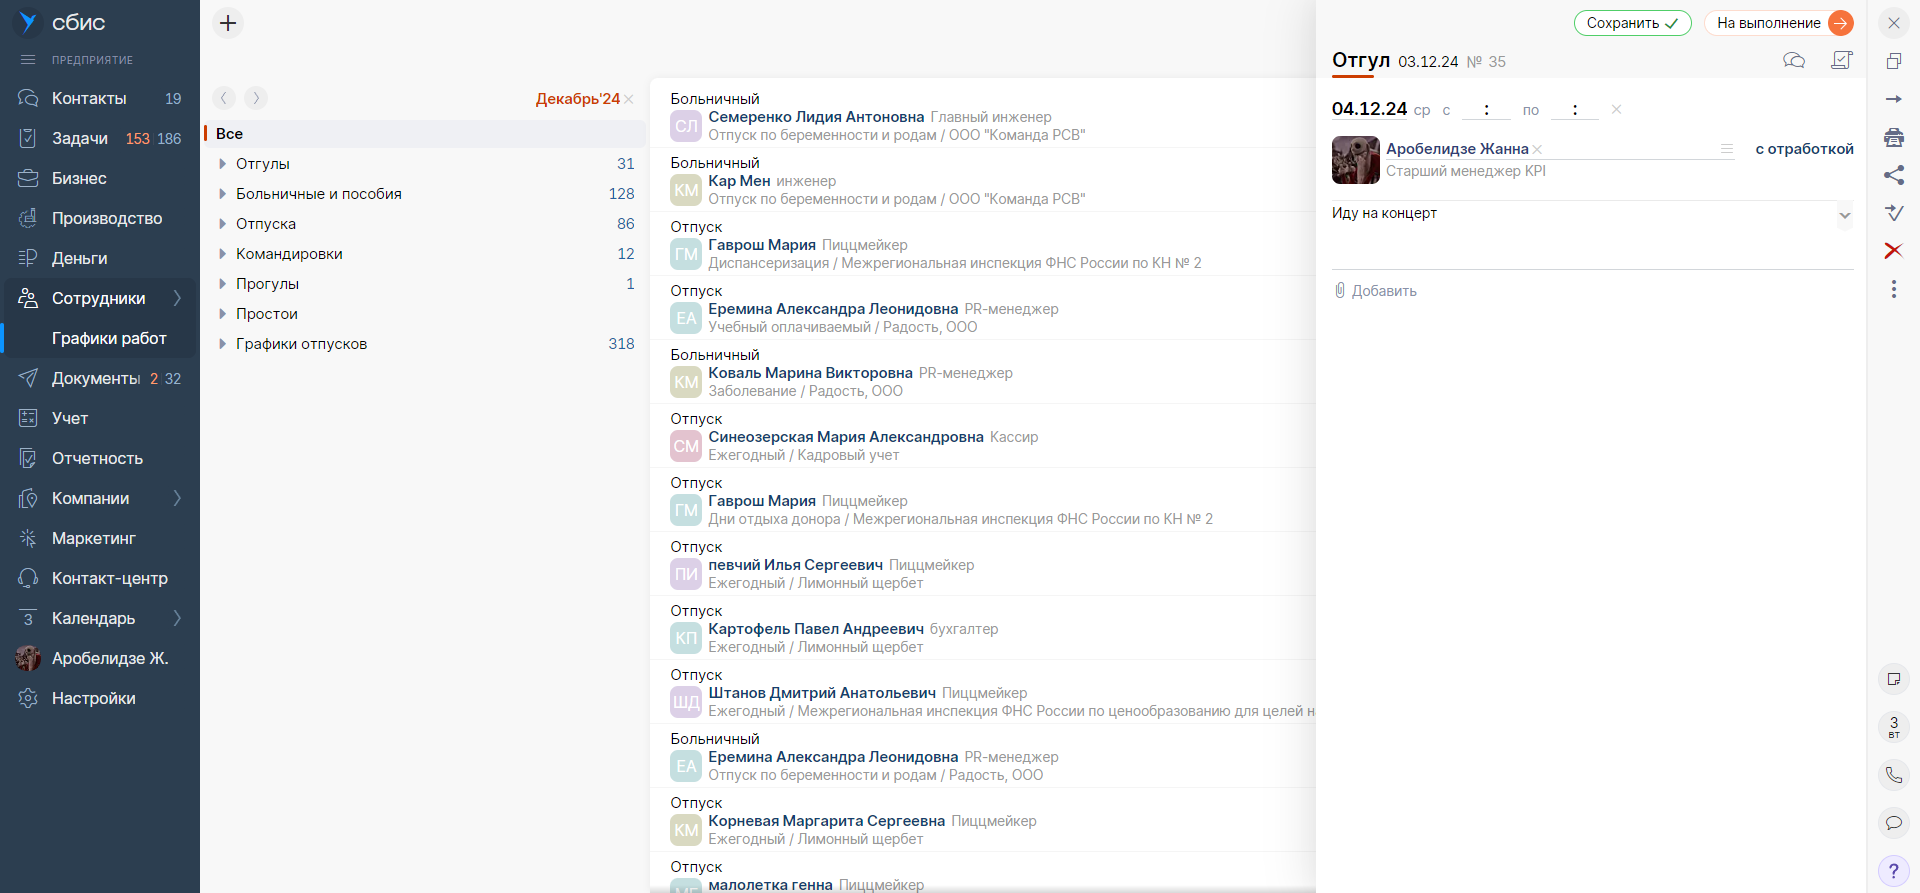 сбис
ПРЕДПРИЯТИЕ
Контакты 19
Задачи 153 186
Бизнес
Производство
Деньги
Сотрудники
Графики работ
Документы 2 32
Учет
Отчетность
Компании
Маркетинг
Контакт-центр
3 Календарь
Аробелидзе Ж.
Настройки
Декабрь'24
Все
Отгулы 31
Больничные и пособия 128
Отпуска 86
Командировки 12
Прогулы 1
Простои
Графики отпусков 318
Больничный
СЛ Семеренко Лидия Антоновна Главный инженер
Отпуск по беременности и родам / ООО "Команда РСВ"
Больничный
КМ Кар Мен инженер
Отпуск по беременности и родам / ООО "Команда РСВ"
Отпуск
ГМ Гаврош Мария Пиццмейкер
Диспансеризация / Межрегиональная инспекция ФНС России по КН № 2
Отпуск
ЕА Еремина Александра Леонидовна PR-менеджер
Учебный оплачиваемый / Радость, ООО
Больничный
КМ Коваль Марина Викторовна PR-менеджер
Заболевание / Радость, ООО
Отпуск
СМ Синеозерская Мария Александровна Кассир
Ежегодный / Кадровый учет
Отпуск
ГМ Гаврош Мария Пиццмейкер
Дни отдыха донора / Межрегиональная инспекция ФНС России по КН № 2
Отпуск
ПИ певчий Илья Сергеевич Пиццмейкер
Ежегодный / Лимонный щербет
Отпуск
КП Картофель Павел Андреевич бухгалтер
Ежегодный / Лимонный щербет
Отпуск
ШД Штанов Дмитрий Анатольевич Пиццмейкер
Ежегодный / Межрегиональная инспекция ФНС России по ценообразованию для целей н
Больничный
ЕА Еремина Александра Леонидовна PR-менеджер
Отпуск по беременности и родам / Радость, ООО
Отпуск
КМ Корневая Маргарита Сергеевна Пиццмейкер
Ежегодный / Лимонный щербет
Отпуск
малолетка генна Пиццмейкер
Сохранить На выполнение
Отгул 03.12.24 № 35
04.12.24 ср с : по :
Аробелидзе Жанна с отработкой
Старший менеджер KPI
Иду на концерт
Добавить
3
вт
?